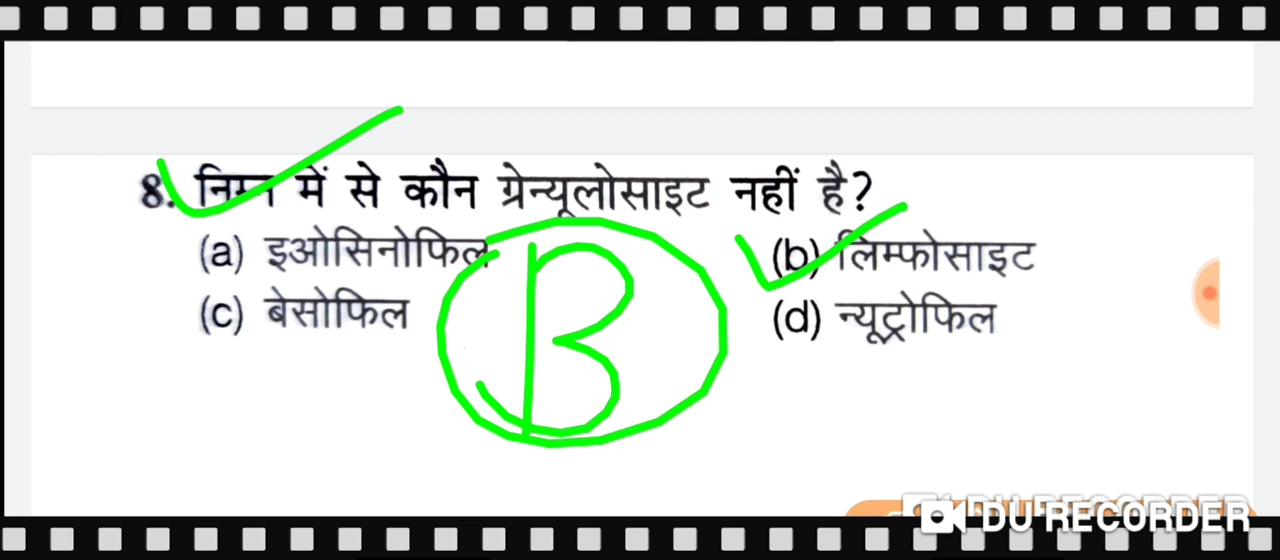 8. निम्न में से कौन ग्रेन्यूलोसाइट नहीं है?
(a) इओसिनोफिल (b) लिम्फोसाइट
(c) बेसोफिल (d) न्यूट्रोफिल
B
DU RECORDER